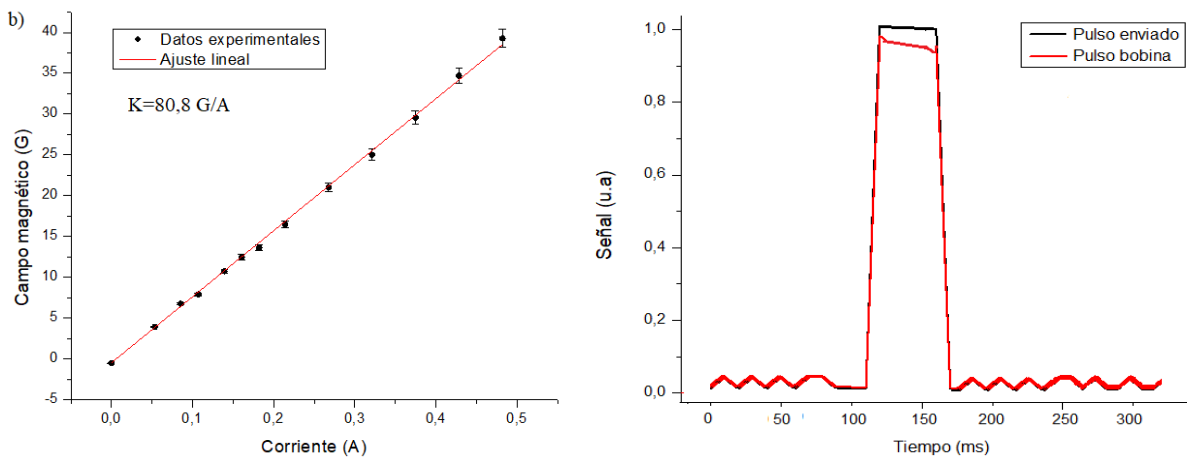 b)
Datos experimentales
Ajuste lineal
K=80,8 G/A
Campo magnético (G)
40
35
30
25
20
15
10
5
0
-5
0,0
0,1
0,2
0,3
0,4
0,5
Corriente (A)
Pulso enviado
Pulso bobina
Señal (u.a)
1,0
0,8
0,6
0,4
0,2
0,0
0
50
100
150
200
250
300
Tiempo (ms)